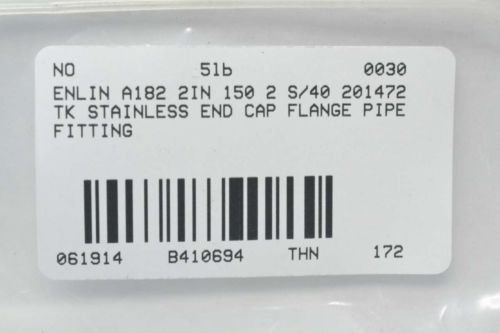 NO 5lb 0030
ENLIN A182 2IN 150 2 S/40 201472
TK STAINLESS END CAP FLANGE PIPE
FITTING
061914 B410694 THN 172